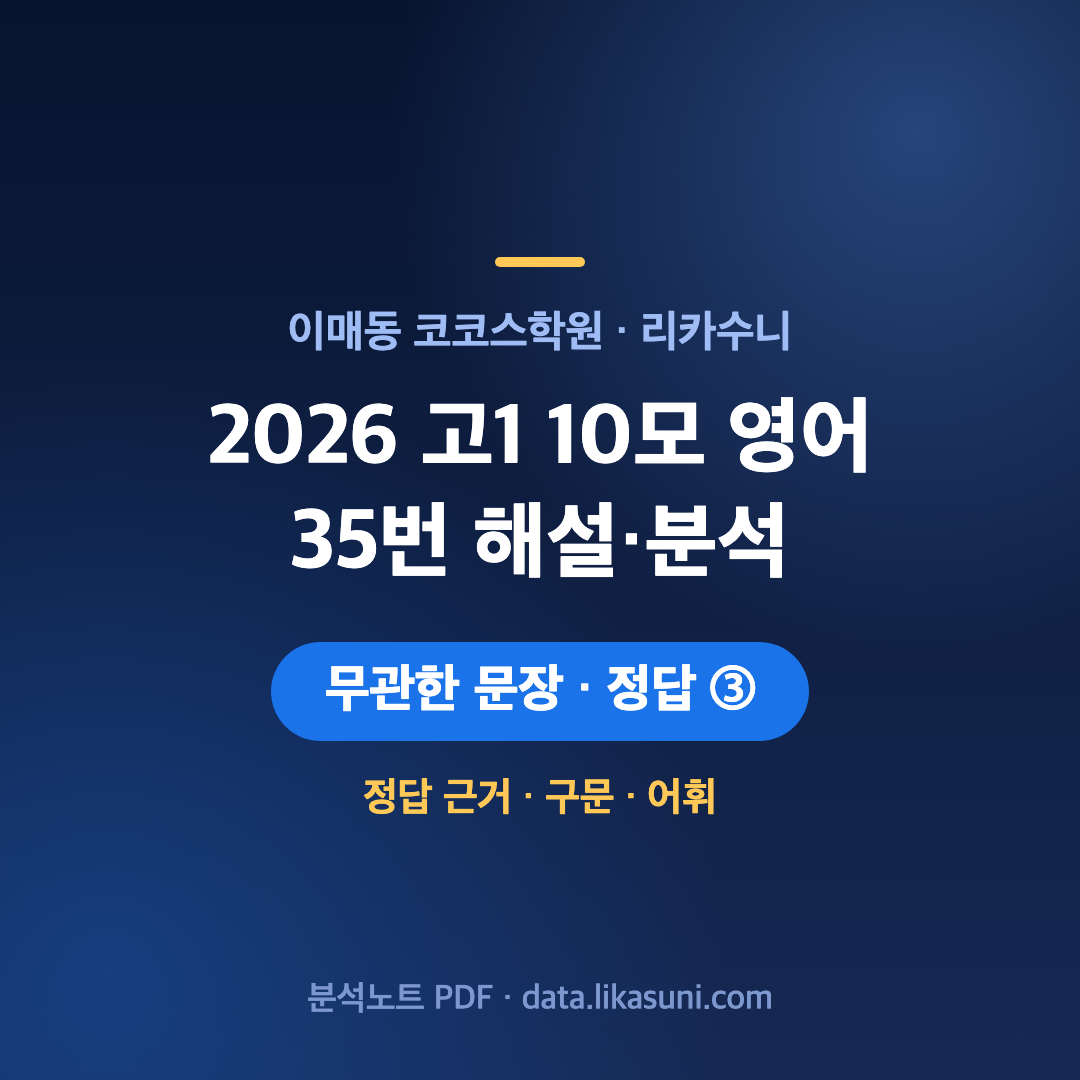 이매동 코코스학원 · 리카수니
2026 고1 10모 영어
35번 해설·분석
무관한 문장 · 정답 ③
정답 근거 · 구문 · 어휘
분석노트 PDF · data.likasuni.com